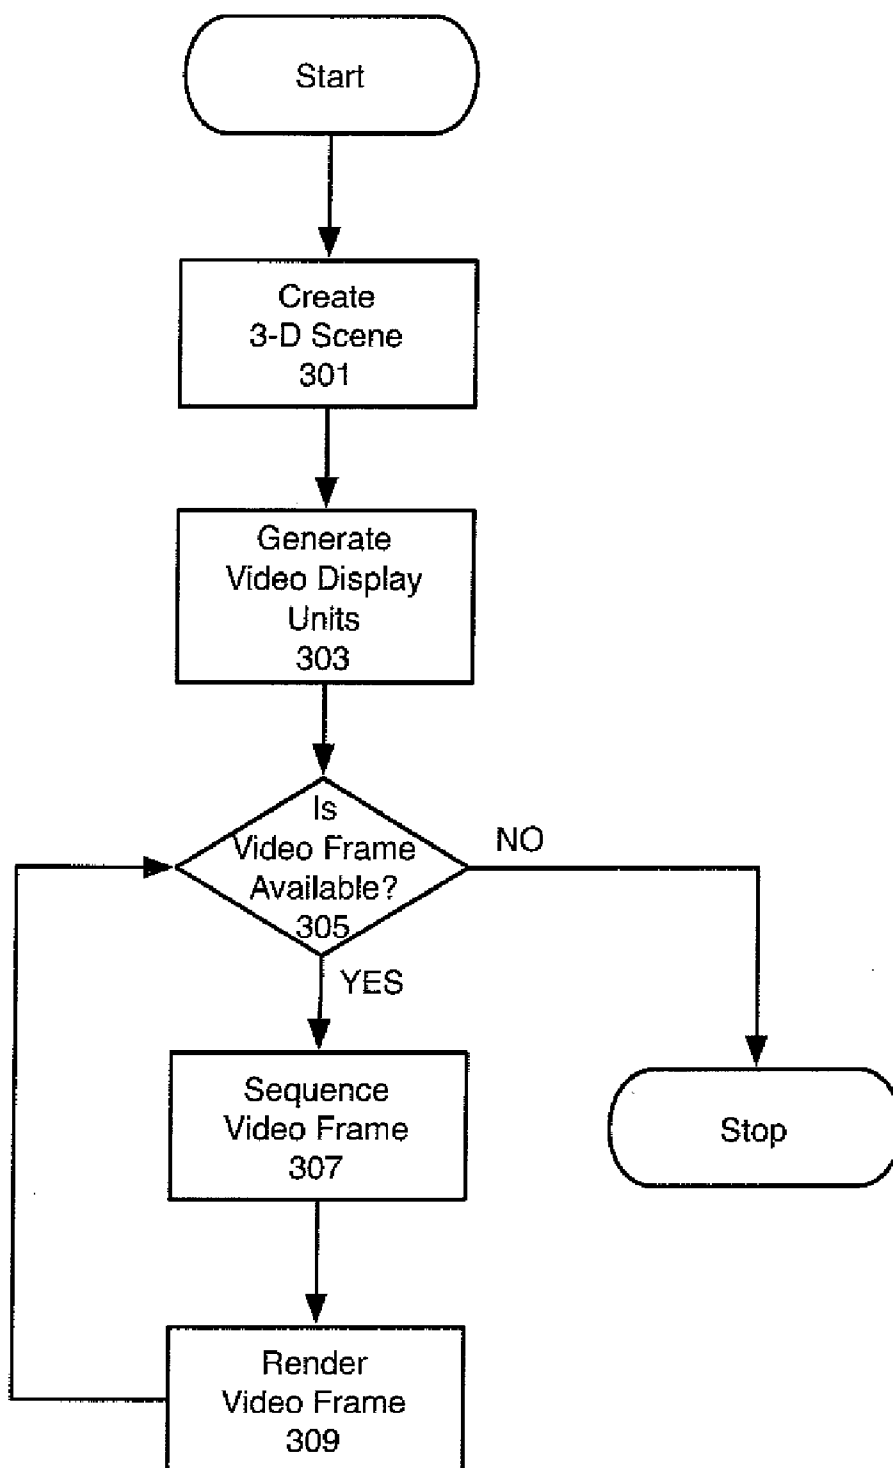 Start
Create
3-D Scene
301
Generate
Video Display
Units
303
Is
Video Frame
Available?
305
NO
YES
Sequence
Video Frame
307
Stop
Render
Video Frame
309